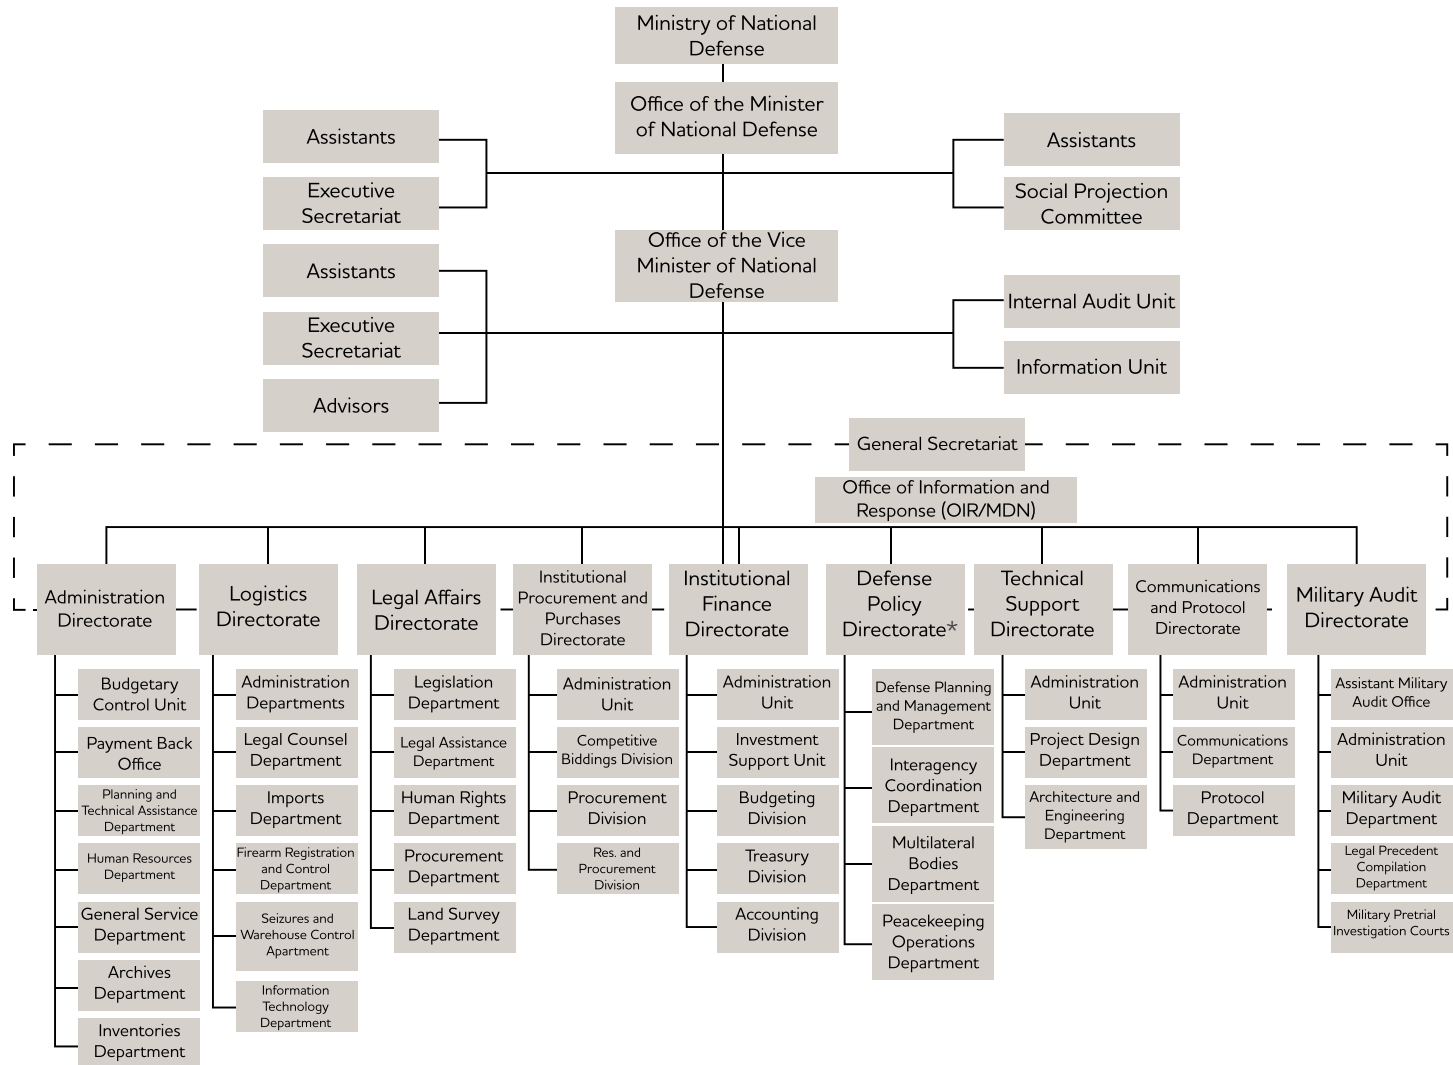 Ministry of National
Defense
Office of the Minister
of National Defense
Assistants
Executive
Secretariat
Assistants
Social Projection
Committee
Office of the Vice
Minister of National
Defense
Assistants
Executive
Secretariat
Advisors
Internal Audit Unit
Information Unit
General Secretariat
Office of Information and
Response (OIR/MDN)
Administration
Directorate
Budgetary
Control Unit
Payment Back
Office
Planning and
Technical Assistance
Department
Human Resources
Department
General Service
Department
Archives
Department
Inventories
Department
Logistics
Directorate
Administration
Departments
Legal Counsel
Department
Imports
Department
Firearm Registration
and Control
Department
Seizures and
Warehouse Control
Apartment
Information
Technology
Department
Legal Affairs
Directorate
Legislation
Department
Legal Assistance
Department
Human Rights
Department
Procurement
Department
Land Survey
Department
Institutional
Procurement and
Purchases
Directorate
Administration
Unit
Competitive
Biddings Division
Procurement
Division
Res. and
Procurement
Division
Institutional
Finance
Directorate
Administration
Unit
Investment
Support Unit
Budgeting
Division
Treasury
Division
Accounting
Division
Defense
Policy
Directorate*
Defense Planning
and Management
Department
Interagency
Coordination
Department
Multilateral
Bodies
Department
Peacekeeping
Operations
Department
Technical
Support
Directorate
Administration
Unit
Project Design
Department
Architecture and
Engineering
Department
Communications
and Protocol
Directorate
Administration
Unit
Communications
Department
Protocol
Department
Military Audit
Directorate
Assistant Military
Audit Office
Administration
Unit
Military Audit
Department
Legal Precedent
Compilation
Department
Military Pretrial
Investigation Courts